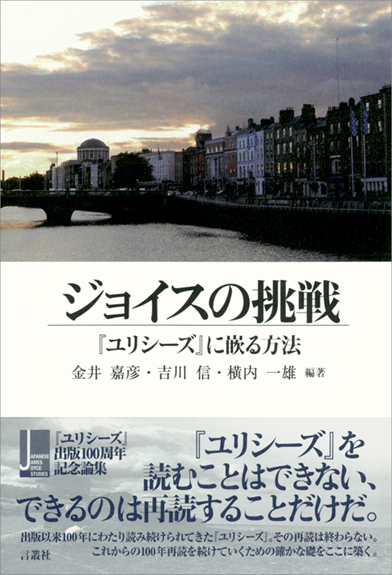 ジョイスの挑戦
『ユリシーズ』に嵌る方法
金井 嘉彦・吉川 信・横内 一雄 編著
JAPANESE
JAMES
JOYCE
STUDIES
『ユリシーズ』
出版100周年
記念論集
『ユリシーズ』を
読むことはできない、
できるのは再読することだけだ。
出版以来100年にわたり読み続けられてきた『ユリシーズ』。その再読は終わらない。
これからの100年再読を続けていくための確かな礎をここに築く。
言叢社